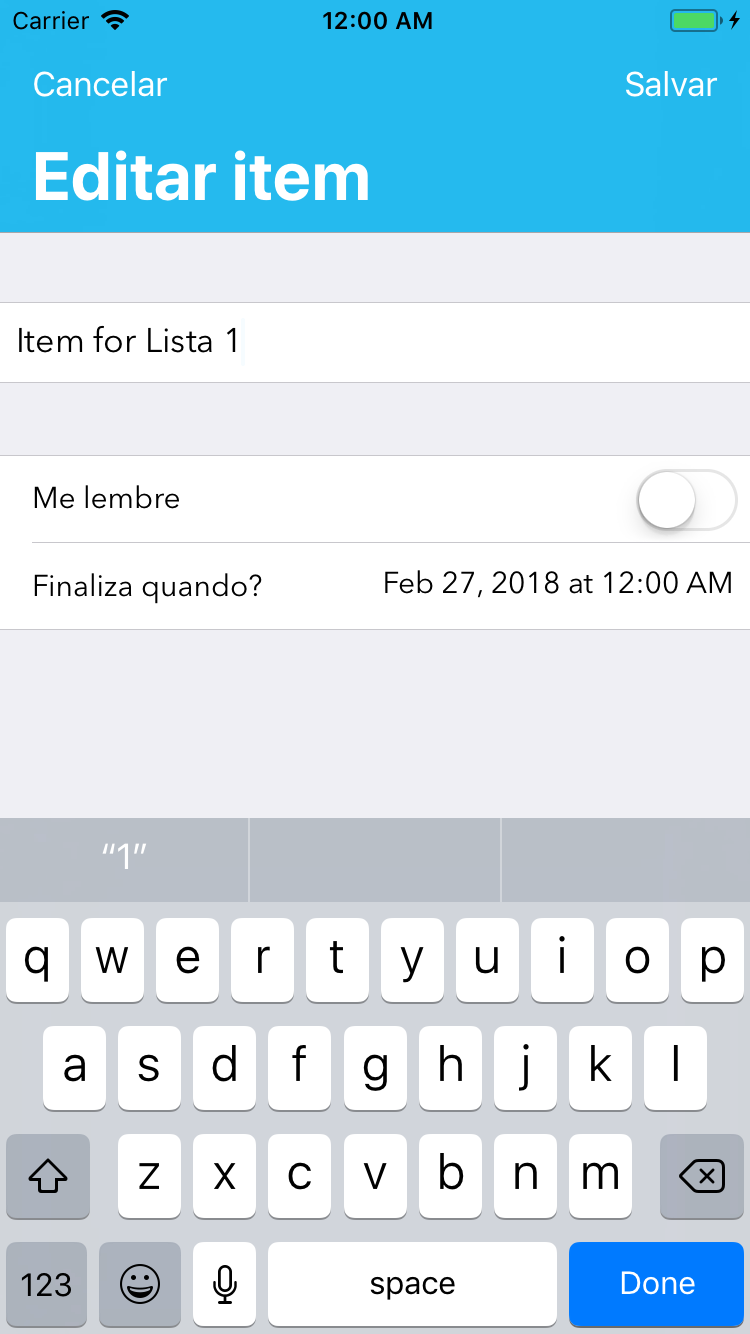 Carrier 12:00 AM
Cancelar Salvar
Editar item
Item for Lista 1
Me lembre
Finaliza quando? Feb 27, 2018 at 12:00 AM
“1”
q w e r t y u i o p
a s d f g h j k l
z x c v b n m
123 space Done